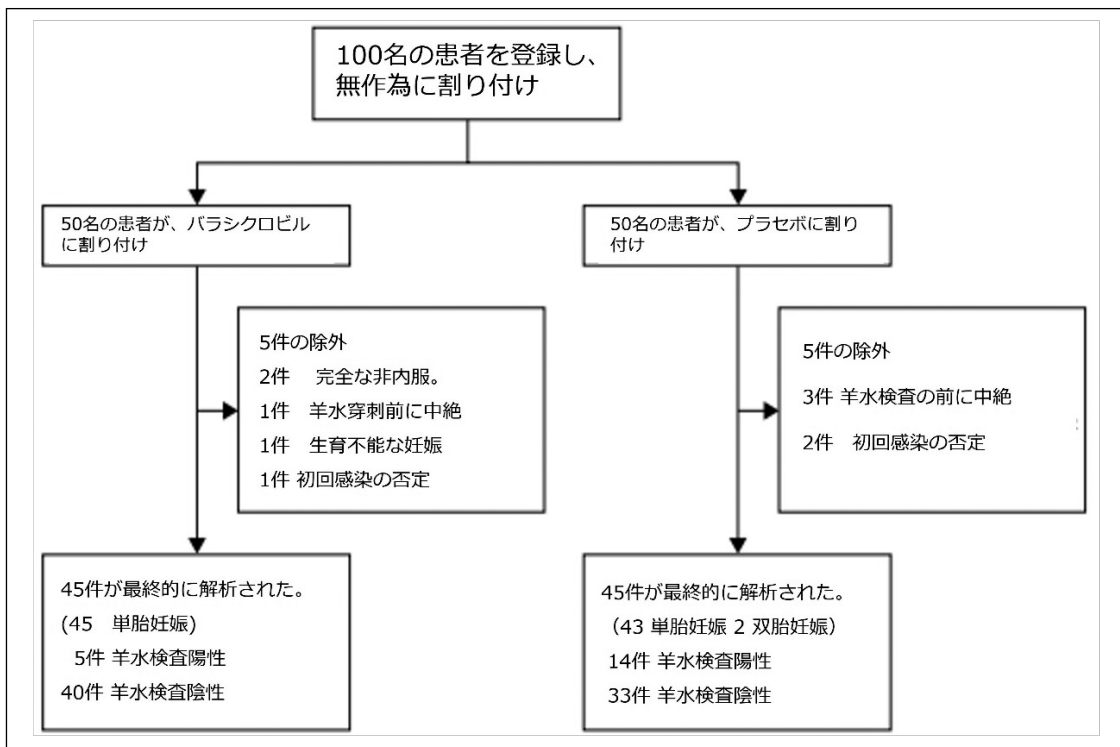 100名の患者を登録し、
無作為に割り付け
50名の患者が、バラシクロビル
に割り付け
50名の患者が、プラセボに割り
付け
5件の除外
2件 完全な非内服。
1件 羊水穿刺前に中絶
1件 生育不能な妊娠
1件 初回感染の否定
5件の除外
3件 羊水検査の前に中絶
2件 初回感染の否定
45件が最終的に解析された。
(45 単胎妊娠)
5件 羊水検査陽性
40件 羊水検査陰性
45件が最終的に解析された。
（43 単胎妊娠 2 双胎妊娠）
14件 羊水検査陽性
33件 羊水検査陰性